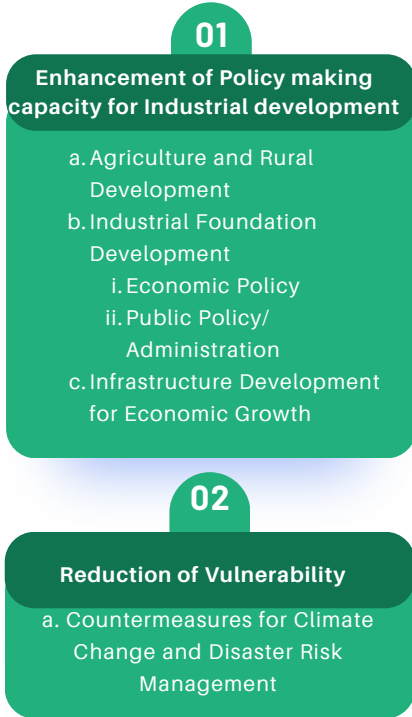 01
Enhancement of Policy making
capacity for Industrial development
a. Agriculture and Rural
Development
b. Industrial Foundation
Development
i. Economic Policy
ii. Public Policy/
Administration
c. Infrastructure Development
for Economic Growth
02
Reduction of Vulnerability
a. Countermeasures for Climate
Change and Disaster Risk
Management